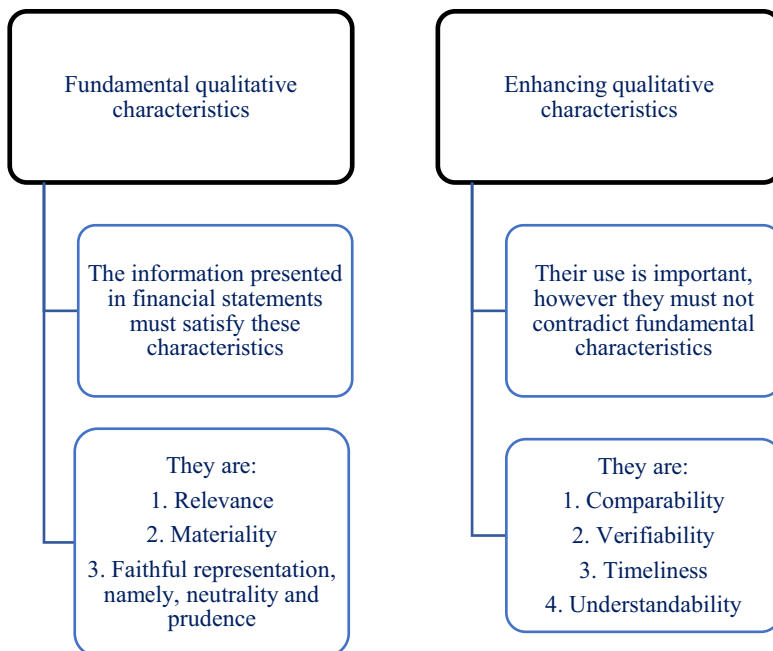 Fundamental qualitative
characteristics
The information presented
in financial statements
must satisfy these
characteristics
They are:
1. Relevance
2. Materiality
3. Faithful representation,
namely, neutrality and
prudence
Enhancing qualitative
characteristics
Their use is important,
however they must not
contradict fundamental
characteristics
They are:
1. Comparability
2. Verifiability
3. Timeliness
4. Understandability